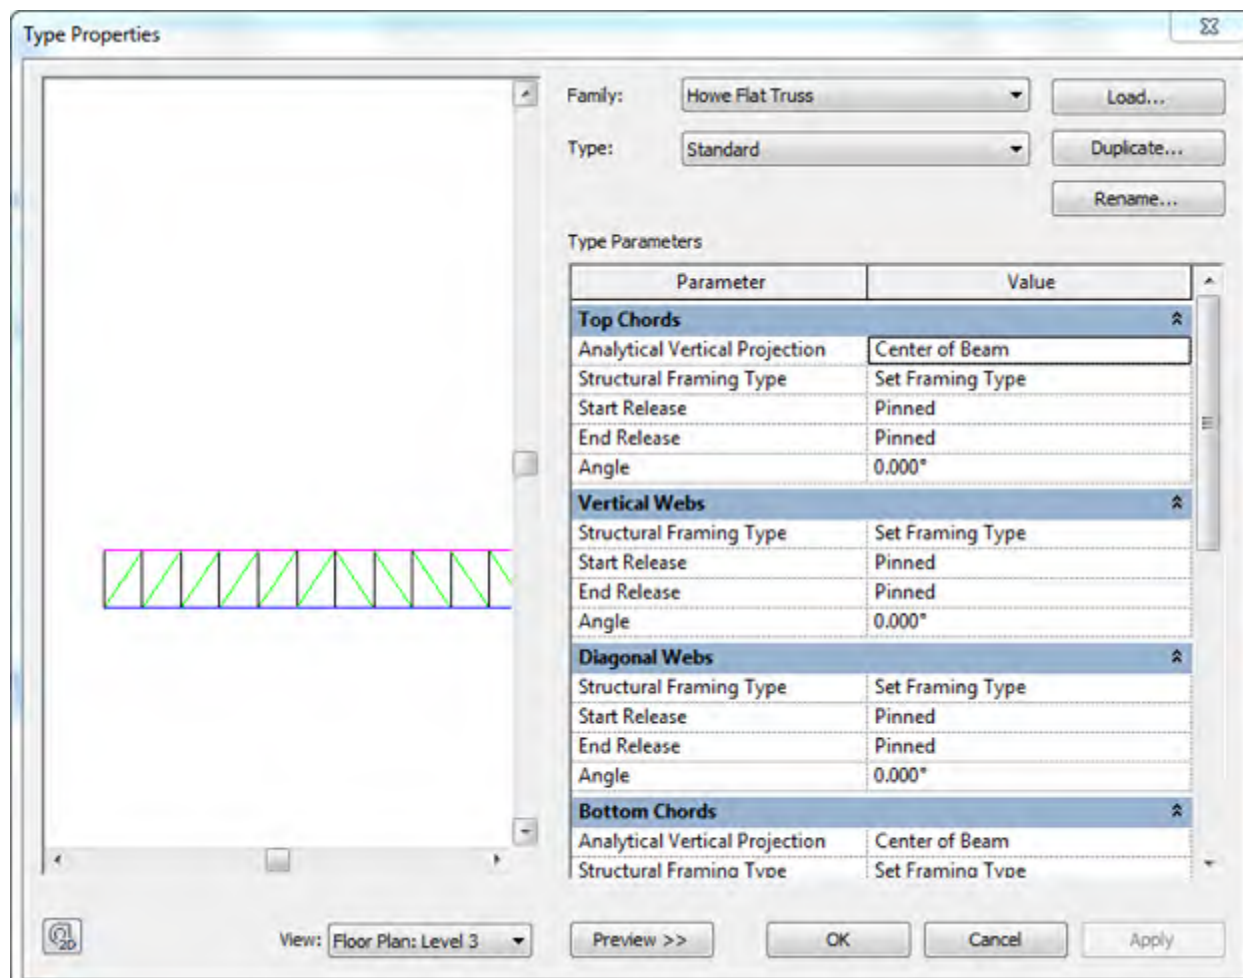 Type Properties
Family: Howe Flat Truss Load...
Type: Standard Duplicate...
Rename...
Type Parameters
Parameter Value
Top Chords
Analytical Vertical Projection Center of Beam
Structural Framing Type Set Framing Type
Start Release Pinned
End Release Pinned
Angle 0.000°
Vertical Webs
Structural Framing Type Set Framing Type
Start Release Pinned
End Release Pinned
Angle 0.000°
Diagonal Webs
Structural Framing Type Set Framing Type
Start Release Pinned
End Release Pinned
Angle 0.000°
Bottom Chords
Analytical Vertical Projection Center of Beam
Structural Framing Type Set Framing Type
2D View: Floor Plan: Level 3 Preview >> OK Cancel Apply